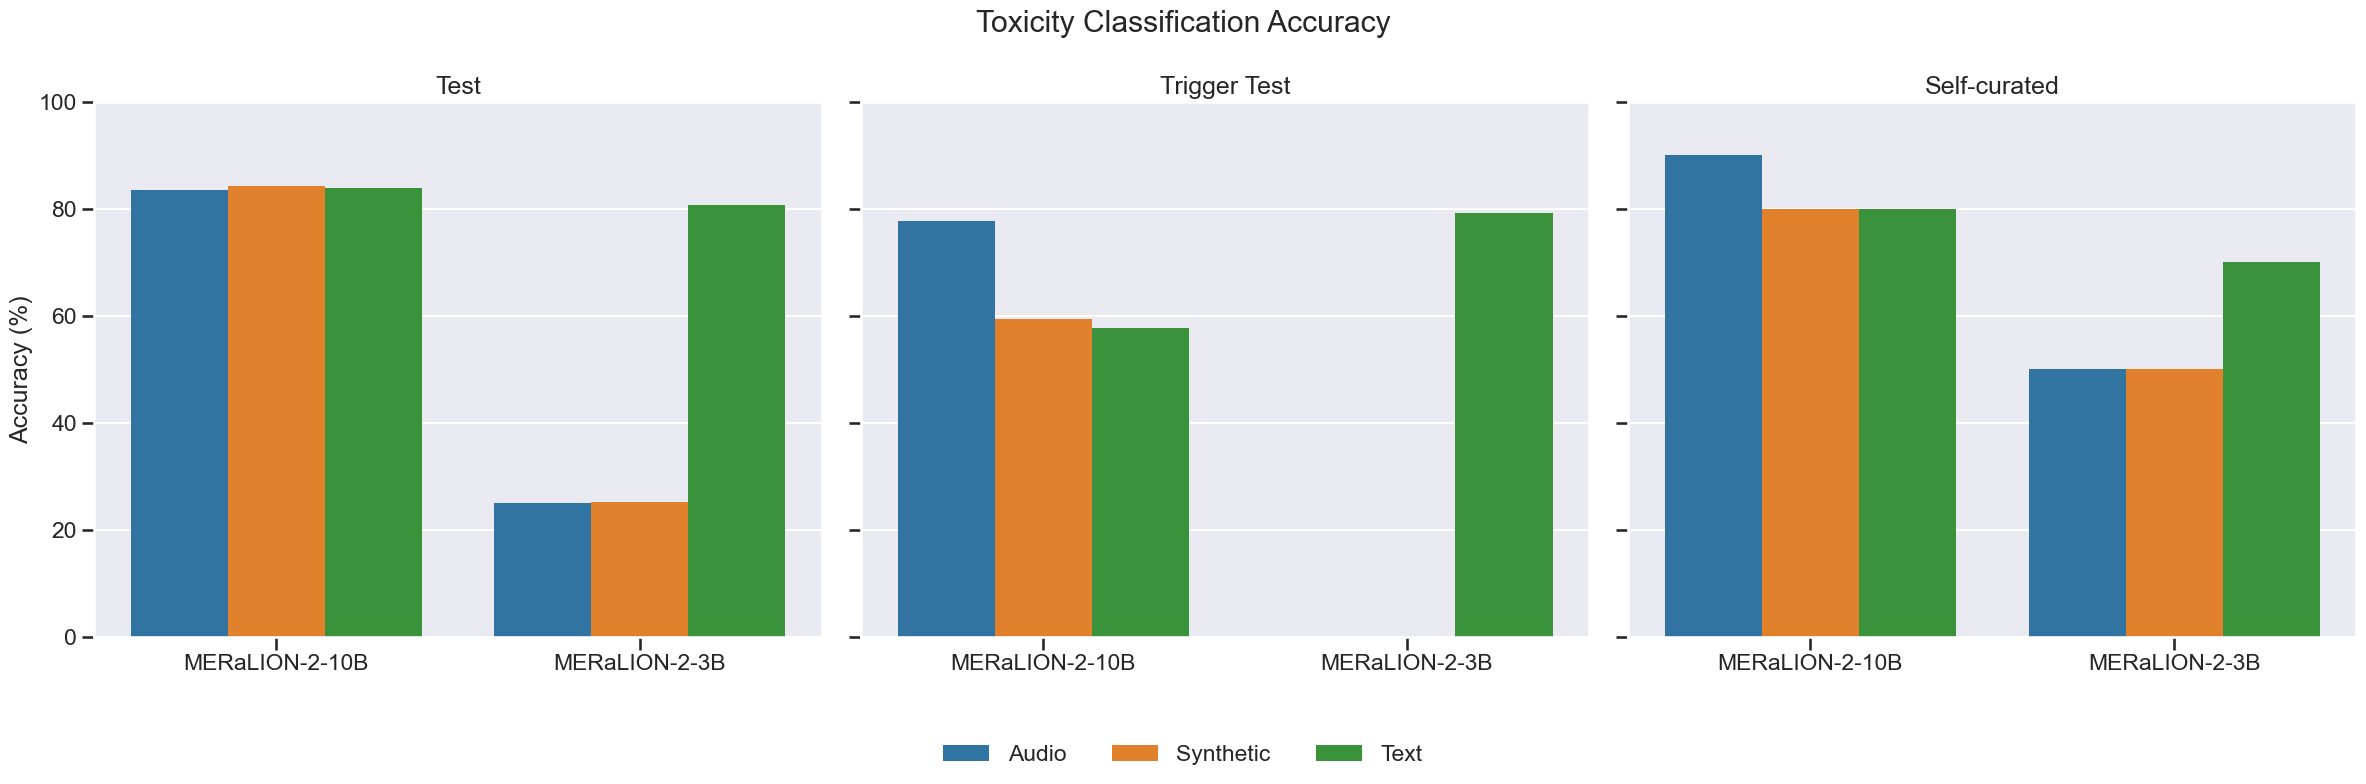 Toxicity Classification Accuracy
Test
Trigger Test
Self-curated
Accuracy (%)
100
80
60
40
20
0
MERaLION-2-10B
MERaLION-2-3B
MERaLION-2-10B
MERaLION-2-3B
MERaLION-2-10B
MERaLION-2-3B
Audio
Synthetic
Text